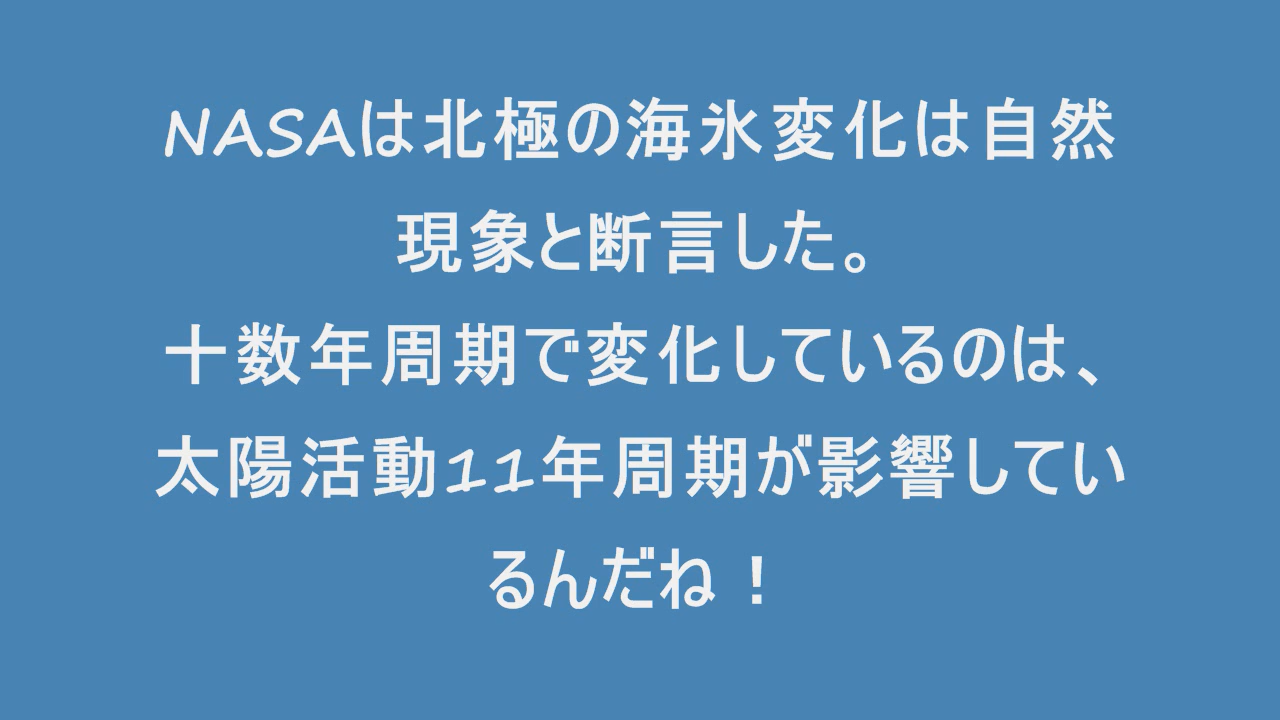 NASAは北極の海氷変化は自然
現象と断言した。
十数年周期で変化しているのは、
太陽活動11年周期が影響してい
るんだね！